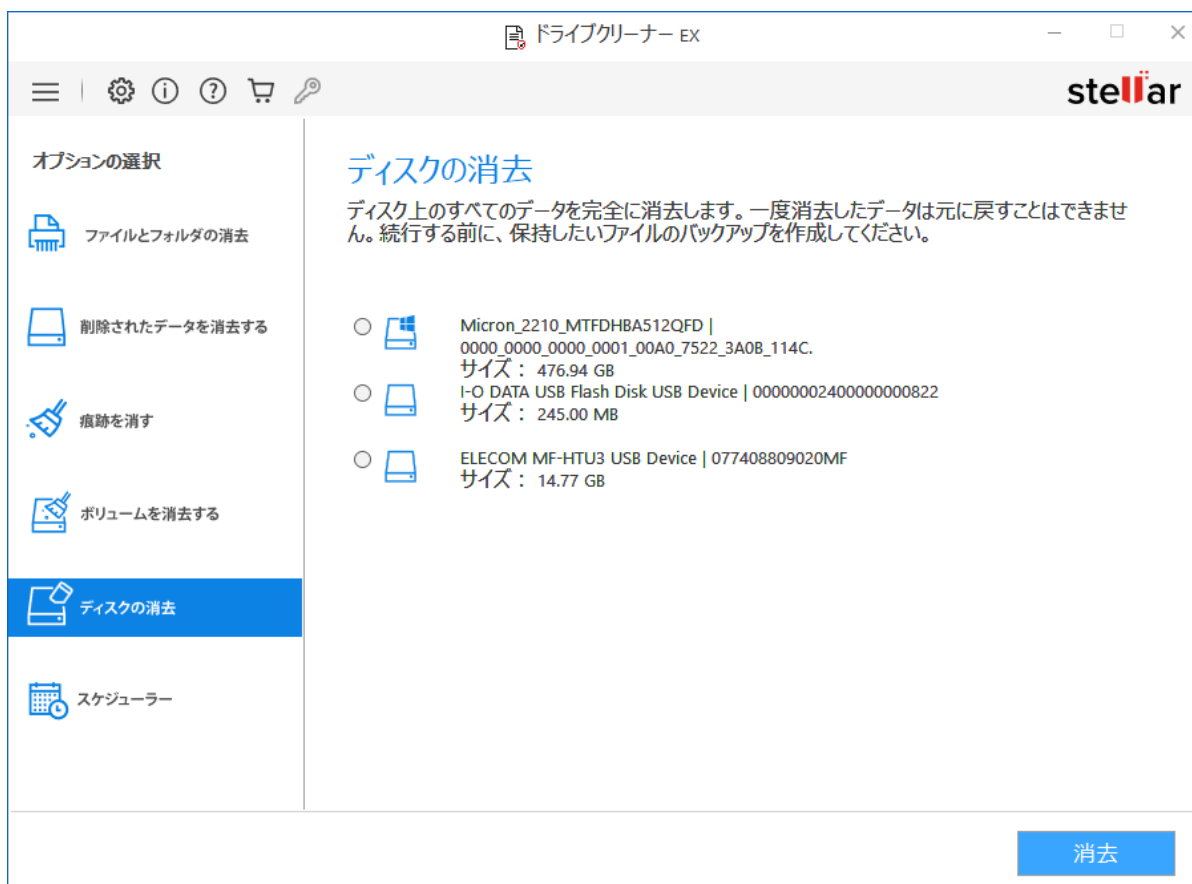 ドライブクリーナー EX
stellar
オプションの選択
ファイルとフォルダの消去
削除されたデータを消去する
痕跡を消す
ボリュームを消去する
ディスクの消去
スケジューラー
ディスクの消去
ディスク上のすべてのデータを完全に消去します。一度消去したデータは元に戻すことはできませ
ん。続行する前に、保持したいファイルのバックアップを作成してください。
Micron_2210_MTFDHBA512QFD |
0000_0000_0000_0001_00A0_7522_3A0B_114C.
サイズ： 476.94 GB
I-O DATA USB Flash Disk USB Device | 00000002400000000822
サイズ： 245.00 MB
ELECOM MF-HTU3 USB Device | 077408809020MF
サイズ： 14.77 GB
消去